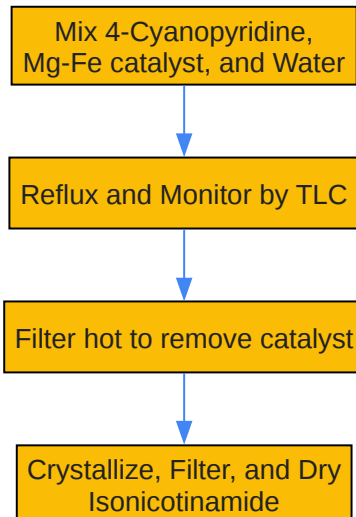 Mix 4-Cyanopyridine,
Mg-Fe catalyst, and Water
Reflux and Monitor by TLC
Filter hot to remove catalyst
Crystallize, Filter, and Dry
Isonicotinamide